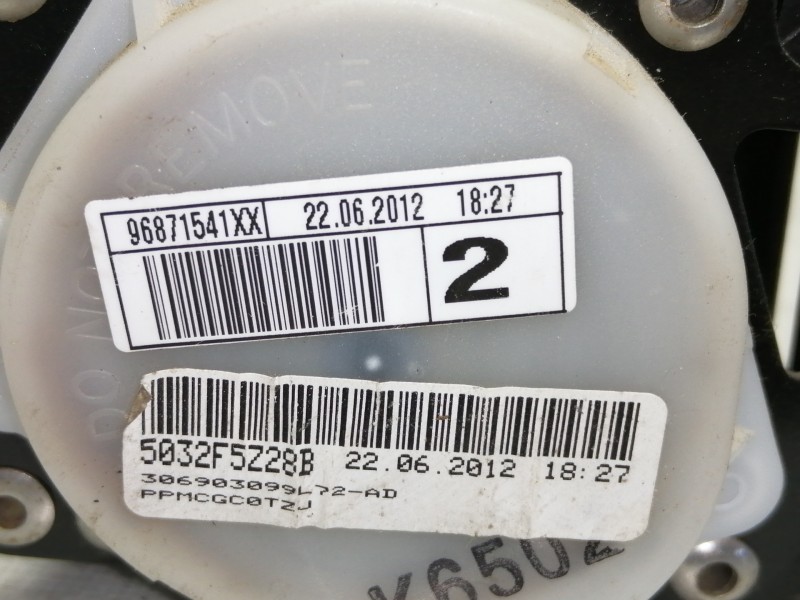 DO NOT REMOVE
96871541XX 22.06.2012 18:27
2
5032F5Z28B 22.06.2012 18:27
306903099L72-AD
PPMCGC0TZJ